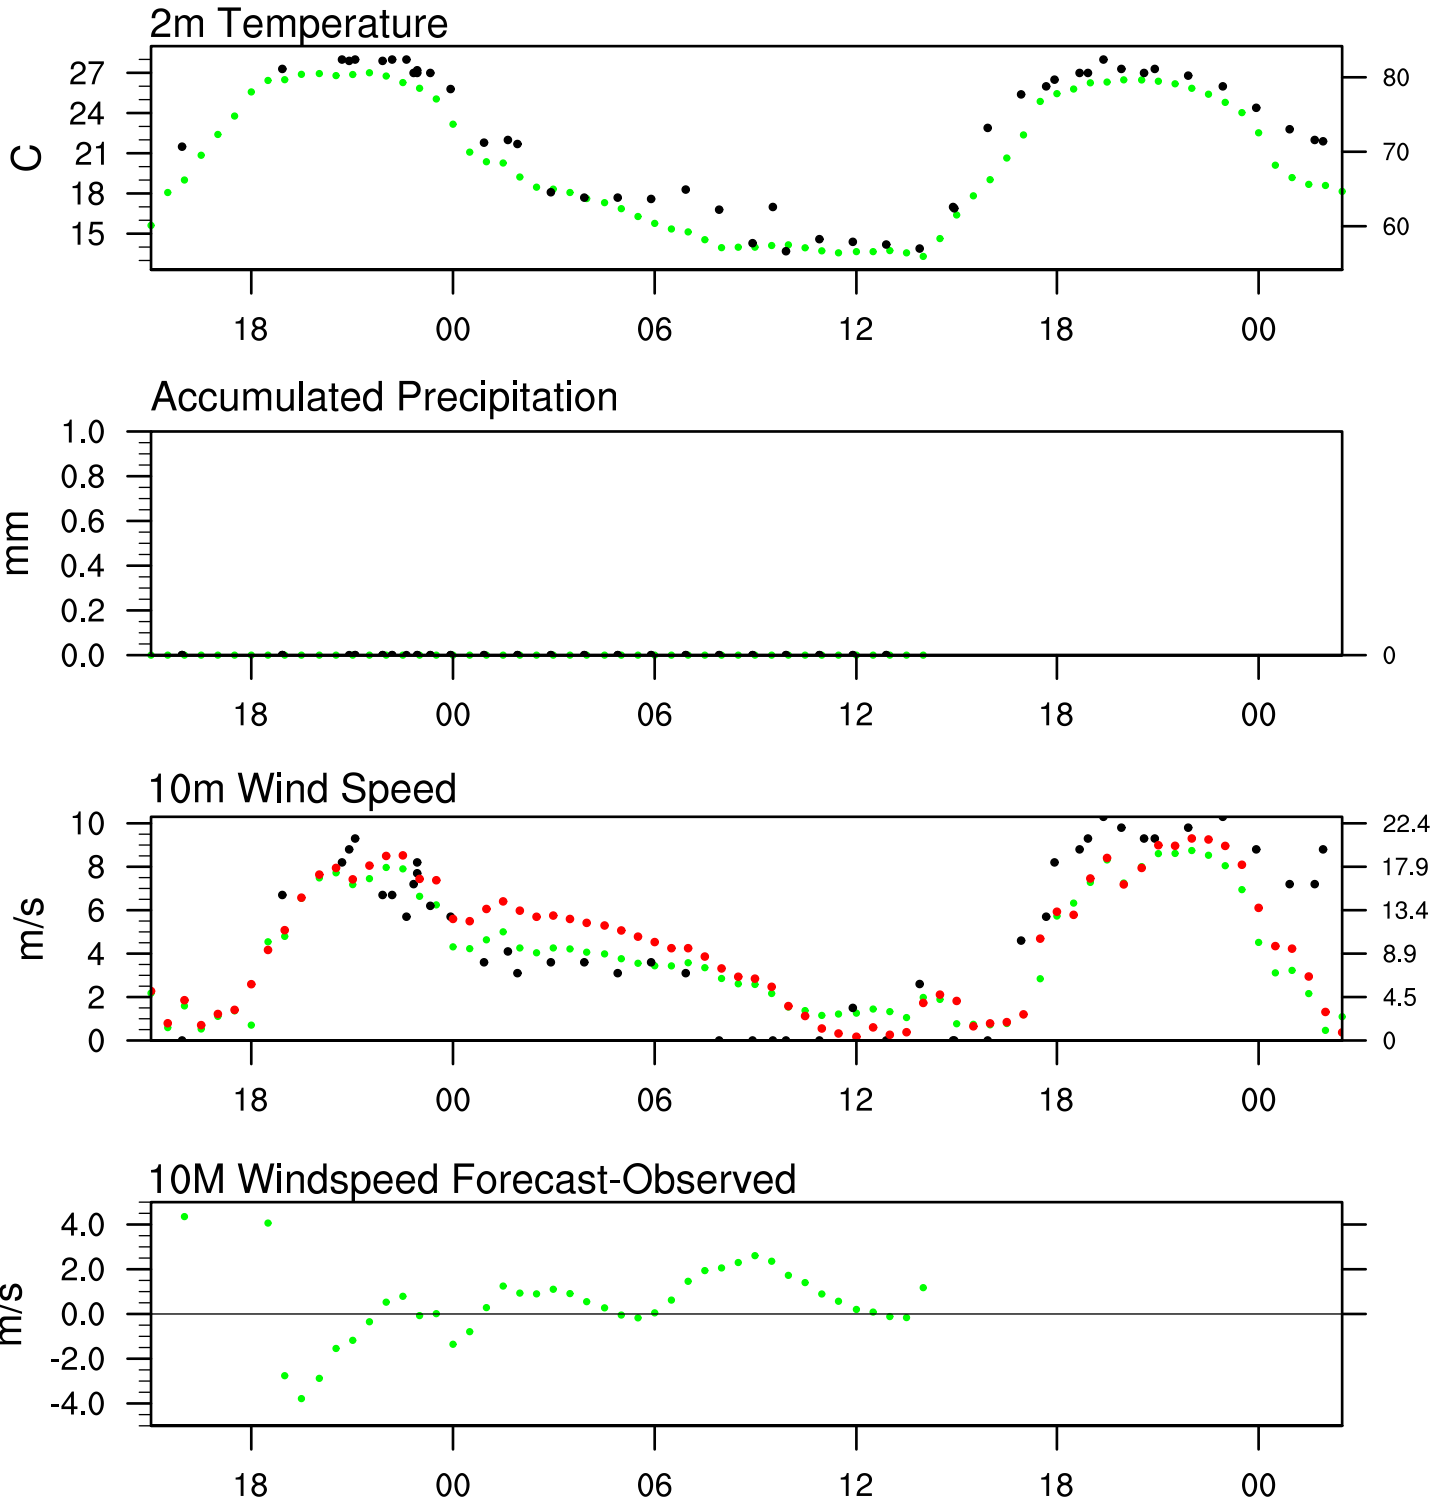 2m Temperature
27
24
21
18
15
C
80
70
60
18 00 06 12 18 00
Accumulated Precipitation
1.0
0.8
0.6
0.4
0.2
0.0
mm
0
18 00 06 12 18 00
10m Wind Speed
10
8
6
4
2
0
m/s
22.4
17.9
13.4
8.9
4.5
0
18 00 06 12 18 00
10M Windspeed Forecast-Observed
4.0
2.0
0.0
-2.0
-4.0
m/s
18 00 06 12 18 00